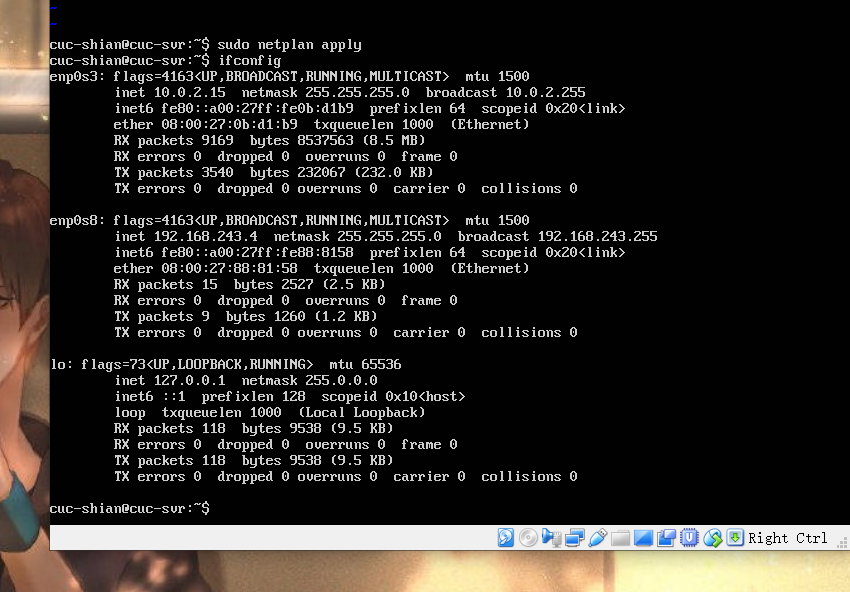 ~
~
cuc-shian@cuc-svr:~$ sudo netplan apply
cuc-shian@cuc-svr:~$ ifconfig
enp0s3: flags=4163<UP,BROADCAST,RUNNING,MULTICAST>  mtu 1500
        inet 10.0.2.15  netmask 255.255.255.0  broadcast 10.0.2.255
        inet6 fe80::a00:27ff:fe0b:d1b9  prefixlen 64  scopeid 0x20<link>
        ether 08:00:27:0b:d1:b9  txqueuelen 1000  (Ethernet)
        RX packets 9169  bytes 8537563 (8.5 MB)
        RX errors 0  dropped 0  overruns 0  frame 0
        TX packets 3540  bytes 232067 (232.0 KB)
        TX errors 0  dropped 0 overruns 0  carrier 0  collisions 0
enp0s8: flags=4163<UP,BROADCAST,RUNNING,MULTICAST>  mtu 1500
        inet 192.168.243.4  netmask 255.255.255.0  broadcast 192.168.243.255
        inet6 fe80::a00:27ff:fe88:8158  prefixlen 64  scopeid 0x20<link>
        ether 08:00:27:88:81:58  txqueuelen 1000  (Ethernet)
        RX packets 15  bytes 2527 (2.5 KB)
        RX errors 0  dropped 0  overruns 0  frame 0
        TX packets 9  bytes 1260 (1.2 KB)
        TX errors 0  dropped 0 overruns 0  carrier 0  collisions 0
lo: flags=73<UP,LOOPBACK,RUNNING>  mtu 65536
        inet 127.0.0.1  netmask 255.0.0.0
        inet6 ::1  prefixlen 128  scopeid 0x10<host>
        loop  txqueuelen 1000  (Local Loopback)
        RX packets 118  bytes 9538 (9.5 KB)
        RX errors 0  dropped 0  overruns 0  frame 0
        TX packets 118  bytes 9538 (9.5 KB)
        TX errors 0  dropped 0 overruns 0  carrier 0  collisions 0
cuc-shian@cuc-svr:~$
Right Ctrl